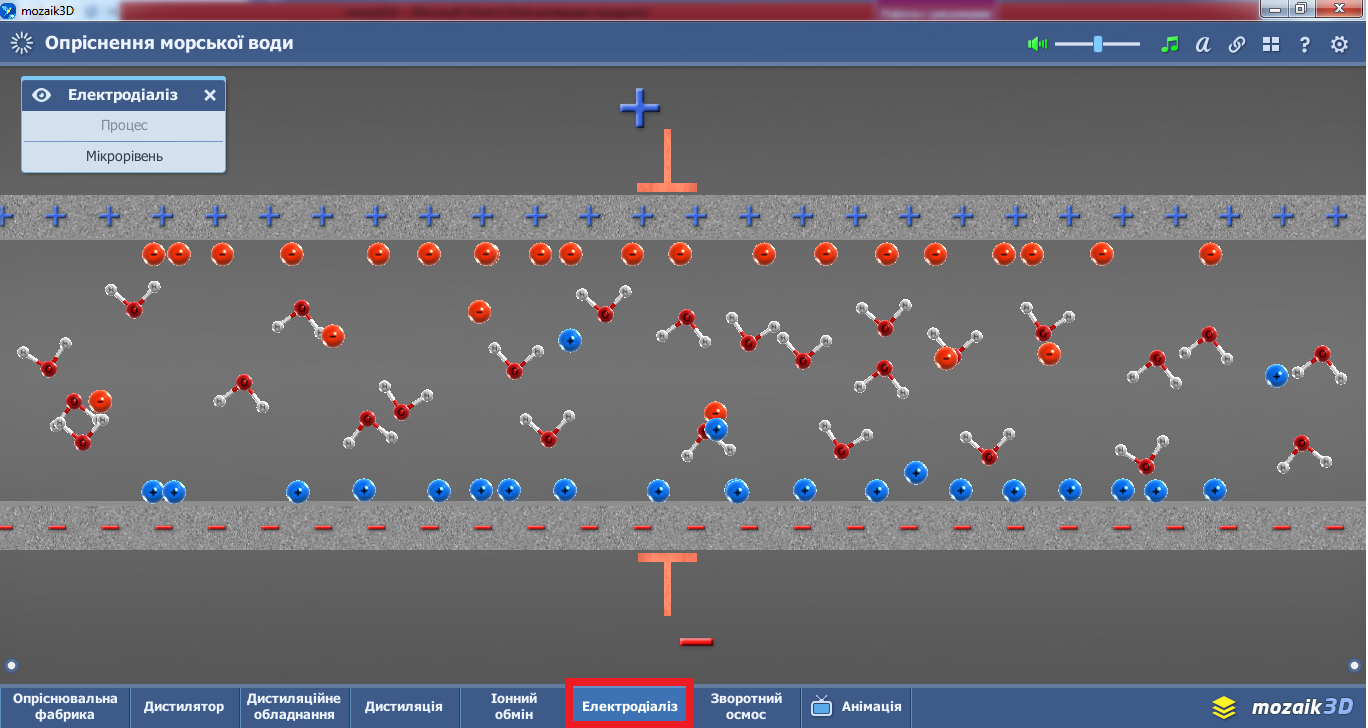 mozaik3D
Опріснення морської води
Електродіаліз
Процес
Мікрорівень
Опріснювальна
фабрика
Дистилятор
Дистиляційне
обладнання
Дистиляція
Іонний
обмін
Електродіаліз
Зворотний
осмос
Анімація
mozaik3D